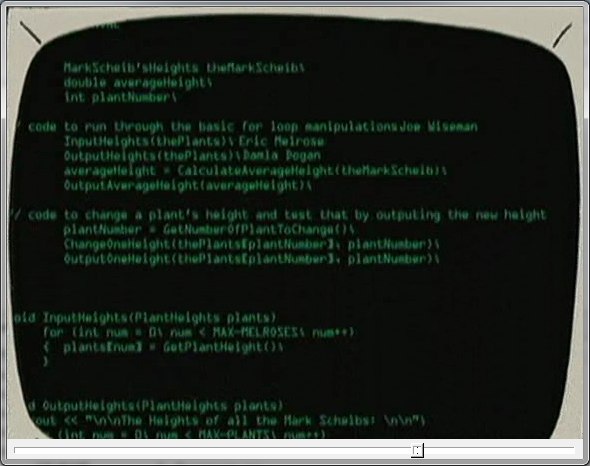 MarkScheib'sHeights theMarkScheib\
double averageHeight\
int plantNumber\
/ code to run through the basic for loop manipulationsJoe Wiseman
InputHeights(thePlants)\ Eric Melrose
OutputHeights(thePlants)\Damla Dogan
averageHeight = CalculateAverageHeight(theMarkScheib)\
OutputAverageHeight(averageHeight)\
// code to change a plant's height and test that by outputing the new height
plantNumber = GetNumberOfPlantToChange()\
ChangeOneHeight(thePlants[plantNumber], plantNumber)\
OutputOneHeight(thePlants[plantNumber], plantNumber)\
oid InputHeights(PlantHeights plants)
for (int num = 0\ num < MAX-MELROSES\ num++)
{ plants[num] = GetPlantHeight()\
}
d OutputHeights(PlantHeights plants)
out << "\n\nThe Heights of all the Mark Scheibs: \n\n")
(int num = 0\ num < MAX-PLANTS\ num++)